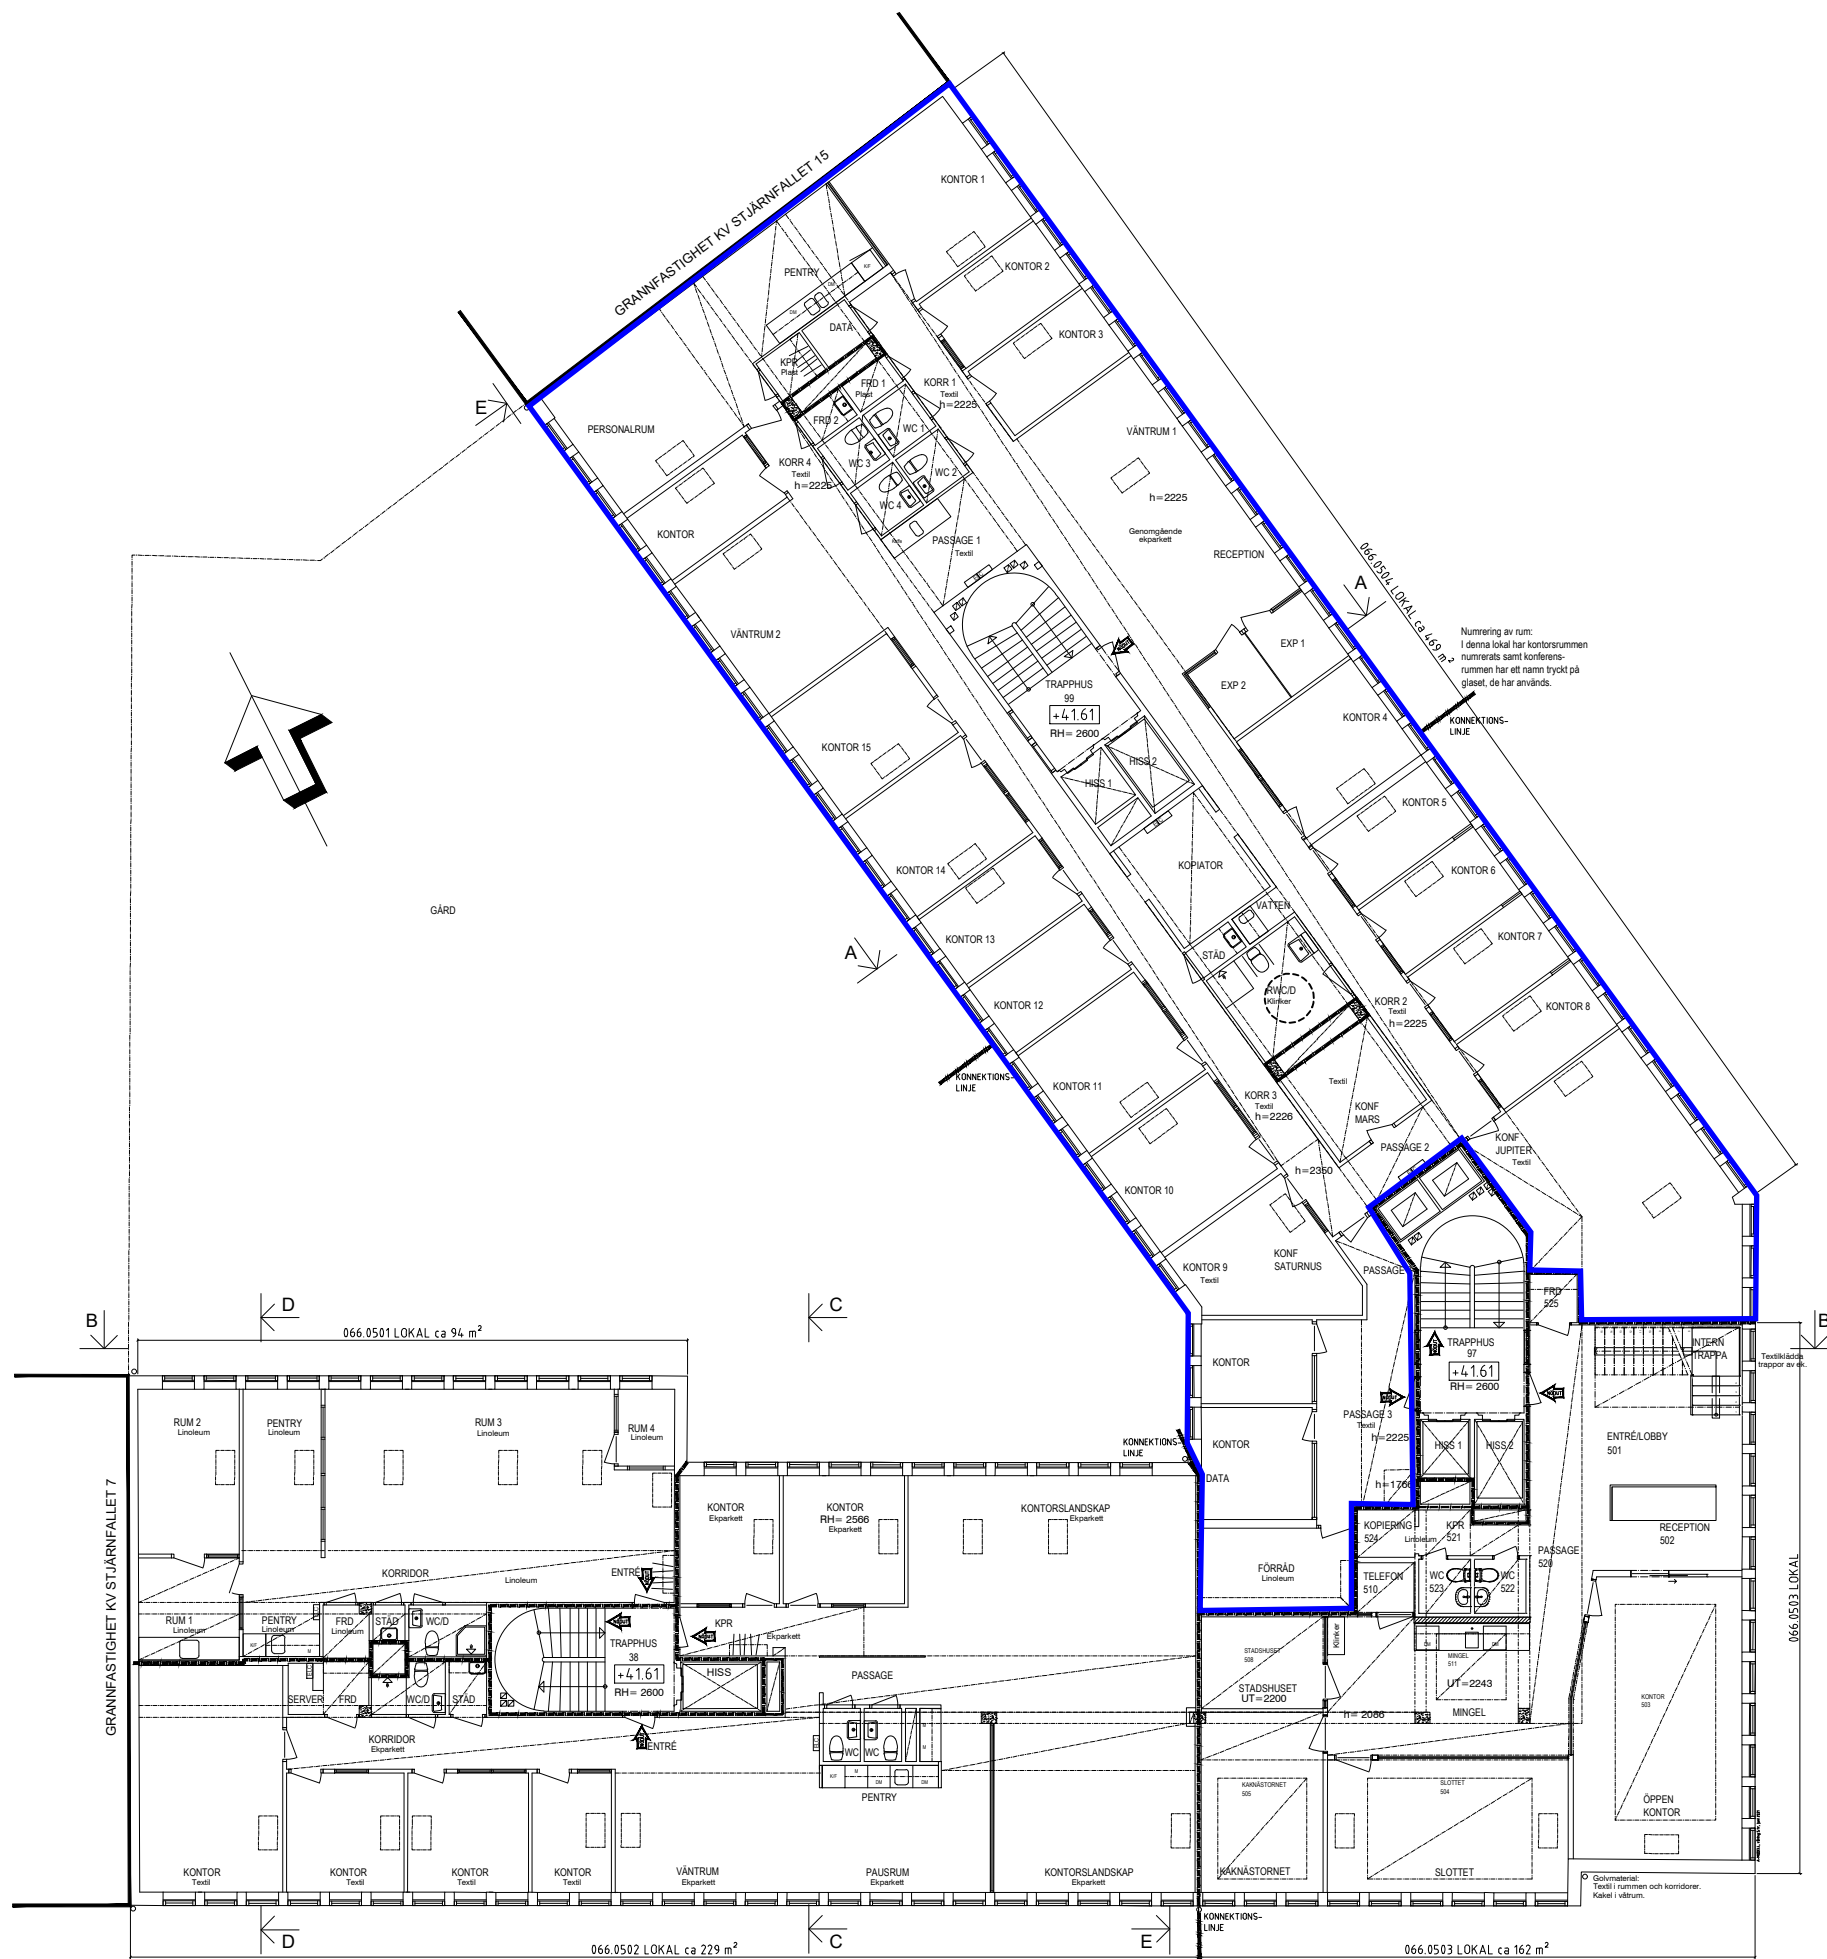 GRANNFASTIGHET KV STJÄRNFALLET 15
KONTOR 1
KONTOR 2
PENTRY
K/F
DM
DM
DATA
KONTOR 3
KPR
Plast
FRD 1
Plast
KORR 1
Textil
h=2225
E
PERSONALRUM
FRD 2
WC 1
VÄNTRUM 1
KORR 4
Textil
h=2225
WC 3
WC 2
h=2225
WC 4
KONTOR
PASSAGE 1
Textil
Genomgående
ekparkett
RECEPTION
066.0504 LOKAL ca 469 m²
A
VÄNTRUM 2
EXP 1
EXP 2
Numrering av rum:
I denna lokal har kontorsrummen
numrerats samt konferens-
rummen har ett namn tryckt på
glaset, de har används.
TRAPPHUS
99
+41.61
RH= 2600
KONTOR 4
KONNEKTIONS-
LINJE
KONTOR 15
HISS 2
HISS 1
KONTOR 5
KONTOR 14
KOPIATOR
KONTOR 6
GÅRD
VATTEN
KONTOR 13
KONTOR 7
A
STÄD
RWC/D
Klinker
KONTOR 12
KORR 2
Textil
h=2225
KONTOR 8
KONNEKTIONS-
LINJE
KONTOR 11
Textil
KORR 3
Textil
h=2226
KONF
MARS
PASSAGE 2
KONF
JUPITER
Textil
h=2350
KONTOR 10
KONF
SATURNUS
KONTOR 9
Textil
PASSAGE
FRD
525
B
D
C
B
066.0501 LOKAL ca 94 m²
TRAPPHUS
97
+41.61
RH= 2600
INTERN
TRAPPA
Textilklädda
trappor av ek.
KONTOR
RUM 2
Linoleum
PENTRY
Linoleum
RUM 3
Linoleum
RUM 4
Linoleum
PASSAGE 3
Textil
h=2225
KONNEKTIONS-
LINJE
KONTOR
HISS 1
HISS 2
ENTRÉ/LOBBY
501
DATA
GRANNFASTIGHET KV STJÄRNFALLET 7
KONTOR
Ekparkett
KONTOR
RH= 2566
Ekparkett
KONTORSLANDSKAP
Ekparkett
KOPIERING
524
Linoleum
KPR
521
RECEPTION
502
PASSAGE
520
KORRIDOR
Linoleum
ENTRÉ
FÖRRÅD
Linoleum
TELEFON
510
WC
523
WC
522
066.0503 LOKAL
RUM 1
Linoleum
PENTRY
Linoleum
K/F
M
FRD
Linoleum
STÄD
WC/D
KPR
Ekparkett
TRAPPHUS
38
+41.61
RH= 2600
HISS
Klinker
STADSHUSET
508
STADSHUSET
UT=2200
DM
DM
MINGEL
511
UT=2243
MINGEL
h= 2086
SERVER
FRD
WC/D
STÄD
PASSAGE
KORRIDOR
Ekparkett
ENTRÉ
WC
WC
M
M
K/F
M
DM
DM
PENTRY
KONTOR
503
KAKNÄSTORNET
505
SLOTTET
504
ÖPPEN
KONTOR
KONTOR
Textil
KONTOR
Textil
KONTOR
Textil
KONTOR
Textil
VÄNTRUM
Ekparkett
PAUSRUM
Ekparkett
KONTORSLANDSKAP
Ekparkett
KAKNÄSTORNET
SLOTTET
Golvmaterial:
Textil i rummen och korridorer.
Kakel i våtrum.
KONNEKTIONS-
LINJE
D
C
E
066.0502 LOKAL ca 229 m²
066.0503 LOKAL ca 162 m²